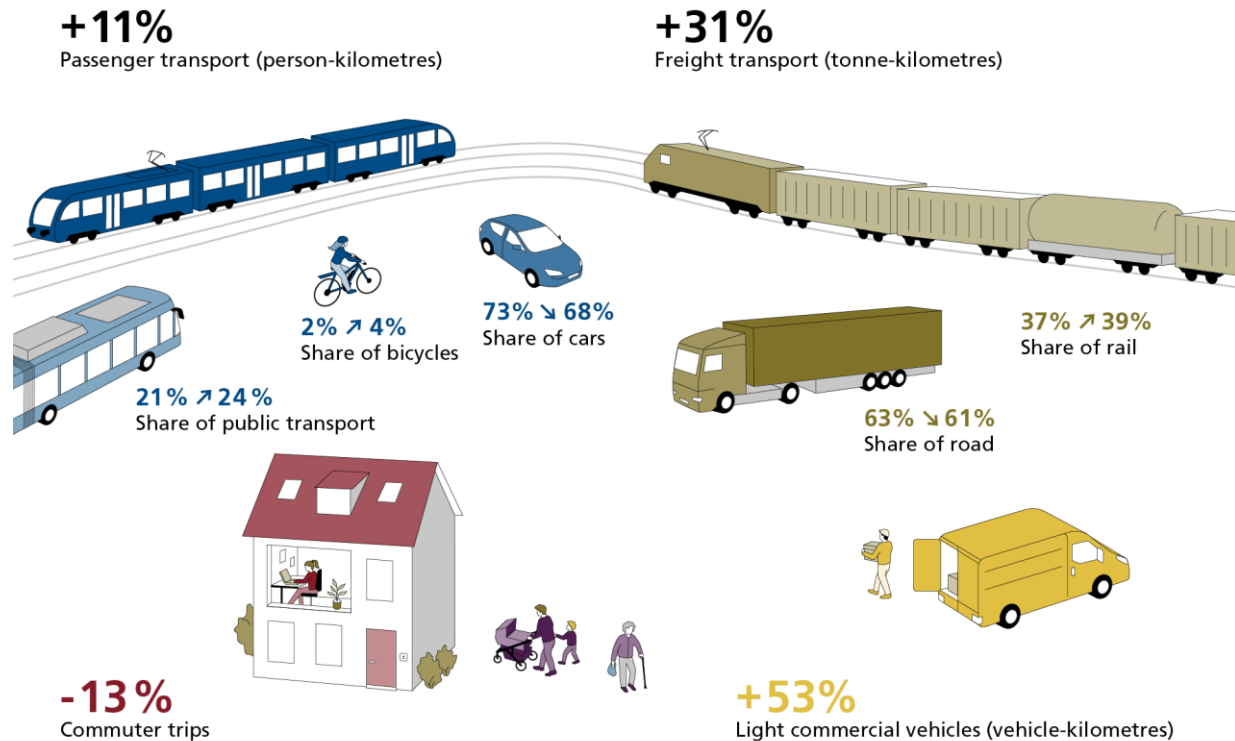 +11%
Passenger transport (person-kilometres)
+31%
Freight transport (tonne-kilometres)
2% ↗ 4%
Share of bicycles
73% ↘ 68%
Share of cars
21% ↗ 24 %
Share of public transport
37% ↗ 39%
Share of rail
63% ↘ 61%
Share of road
-13 %
Commuter trips
+53%
Light commercial vehicles (vehicle-kilometres)